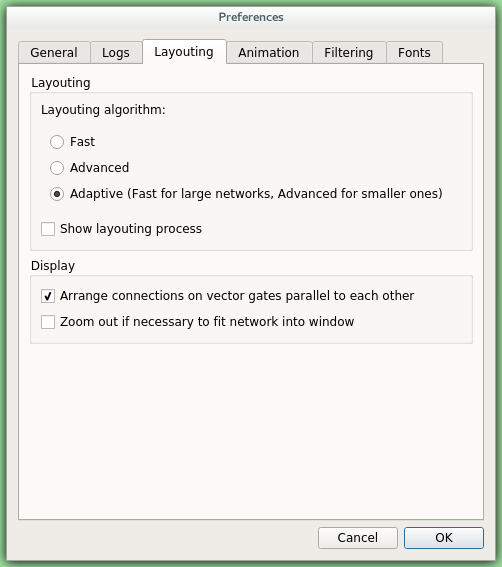 Preferences
General Logs Layouting Animation Filtering Fonts
Layouting
Layouting algorithm:
Fast
Advanced
Adaptive (Fast for large networks, Advanced for smaller ones)
Show layouting process
Display
Arrange connections on vector gates parallel to each other
Zoom out if necessary to fit network into window
Cancel OK